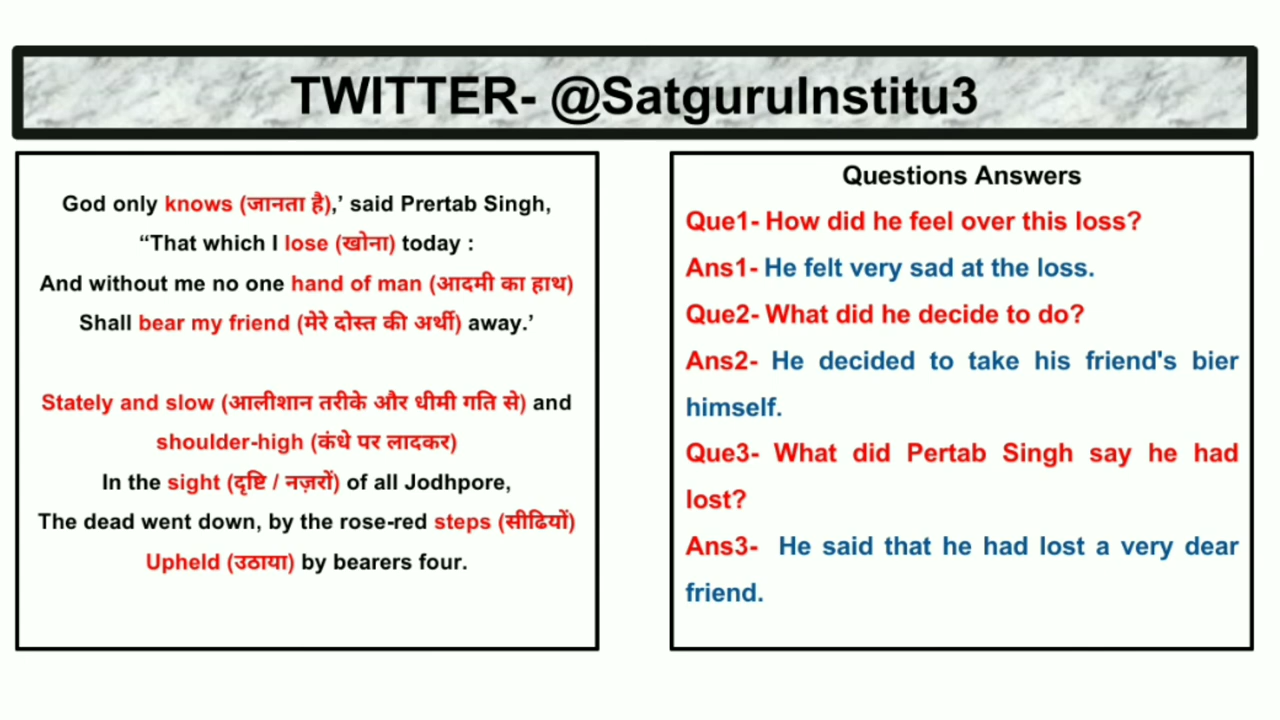 TWITTER- @SatguruInstitu3
God only knows (जानता है),’ said Prertab Singh,
“That which I lose (खोना) today :
And without me no one hand of man (आदमी का हाथ)
Shall bear my friend (मेरे दोस्त की अर्थी) away.’
Stately and slow (आलीशान तरीके और धीमी गति से) and
shoulder-high (कंधे पर लादकर)
In the sight (दृष्टि / नज़रों) of all Jodhpore,
The dead went down, by the rose-red steps (सीढियों)
Upheld (उठाया) by bearers four.
Questions Answers
Que1- How did he feel over this loss?
Ans1- He felt very sad at the loss.
Que2- What did he decide to do?
Ans2- He decided to take his friend's bier
himself.
Que3- What did Pertab Singh say he had
lost?
Ans3- He said that he had lost a very dear
friend.